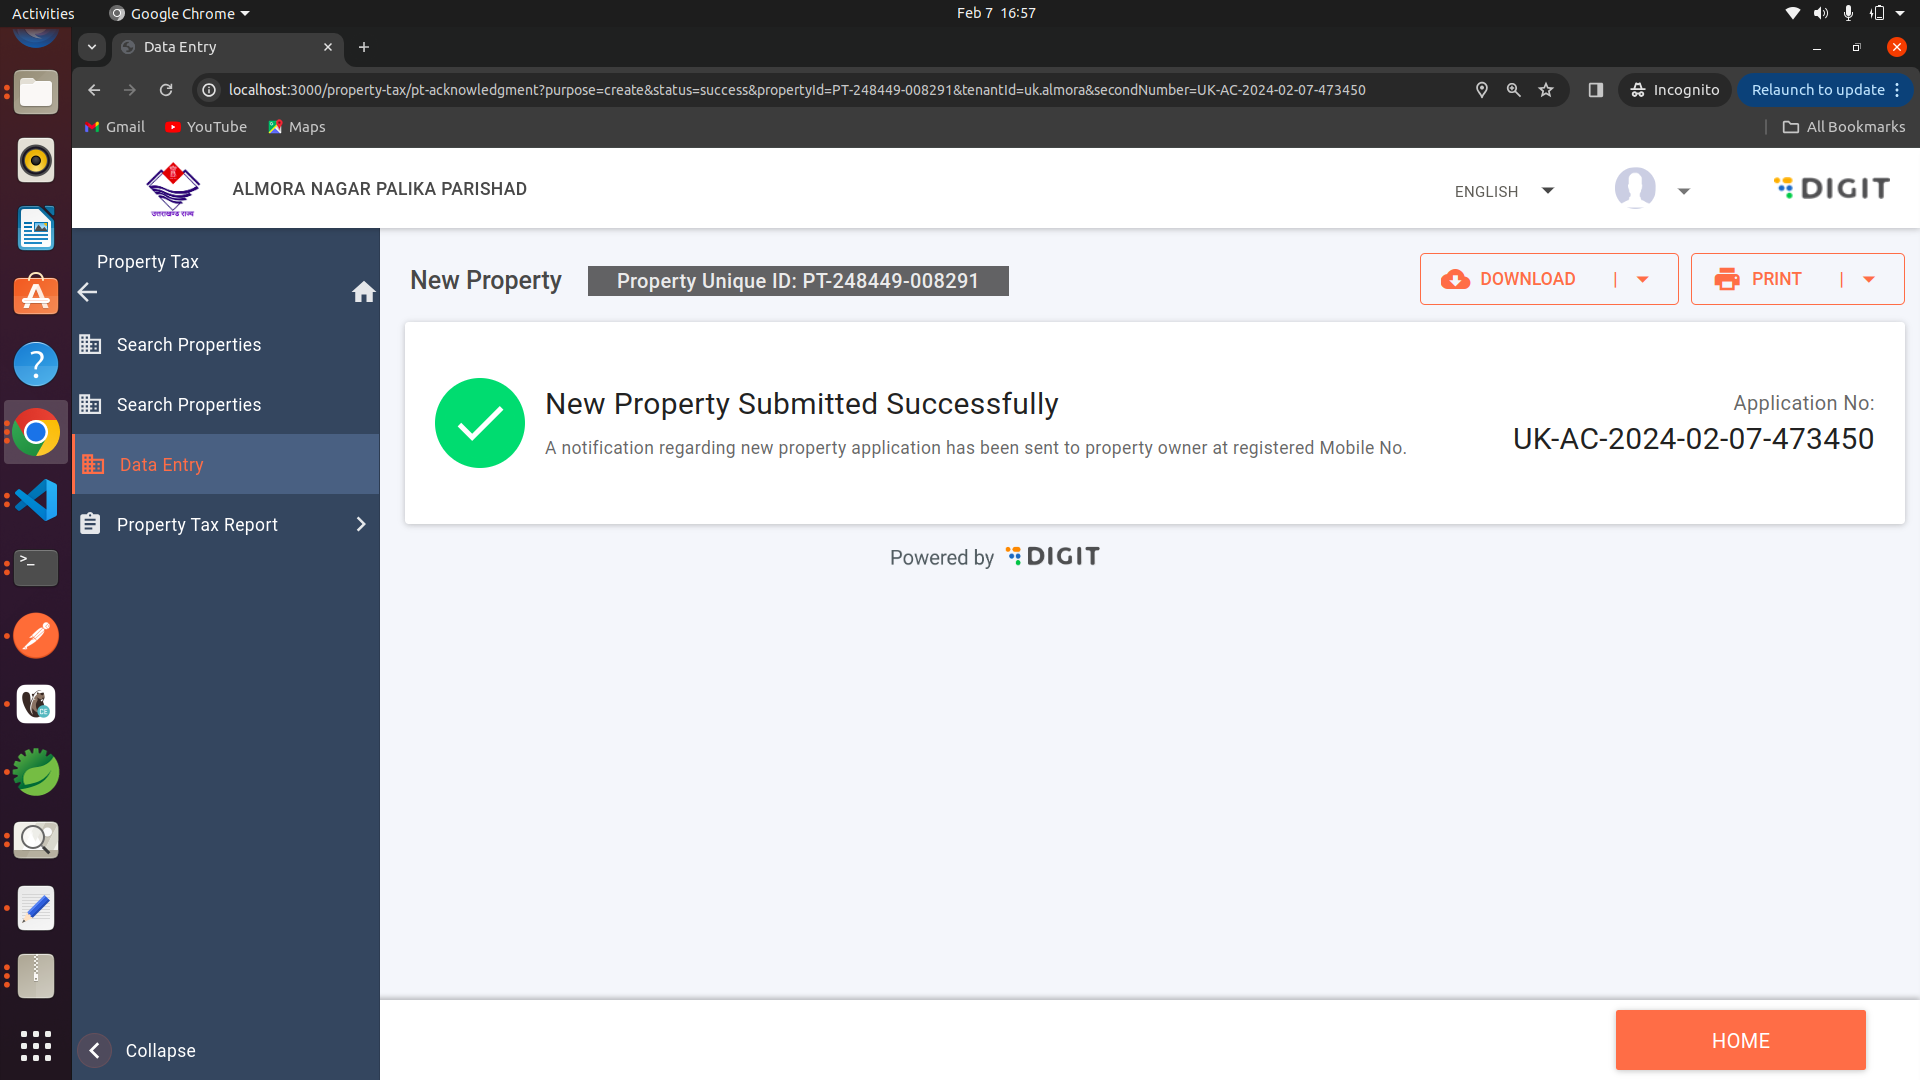 Activities
Google Chrome
Feb 7 16:57
Data Entry
localhost:3000/property-tax/pt-acknowledgment?purpose=create&status=success&propertyId=PT-248449-008291&tenantId=uk.almora&secondNumber=UK-AC-2024-02-07-473450
Incognito
Relaunch to update
Gmail
YouTube
Maps
All Bookmarks
उत्तराखण्ड राज्य
ALMORA NAGAR PALIKA PARISHAD
ENGLISH
DIGIT
Property Tax
Search Properties
Search Properties
Data Entry
Property Tax Report
Collapse
New Property
Property Unique ID: PT-248449-008291
DOWNLOAD |
PRINT |
New Property Submitted Successfully
A notification regarding new property application has been sent to property owner at registered Mobile No.
Application No:
UK-AC-2024-02-07-473450
Powered by DIGIT
HOME